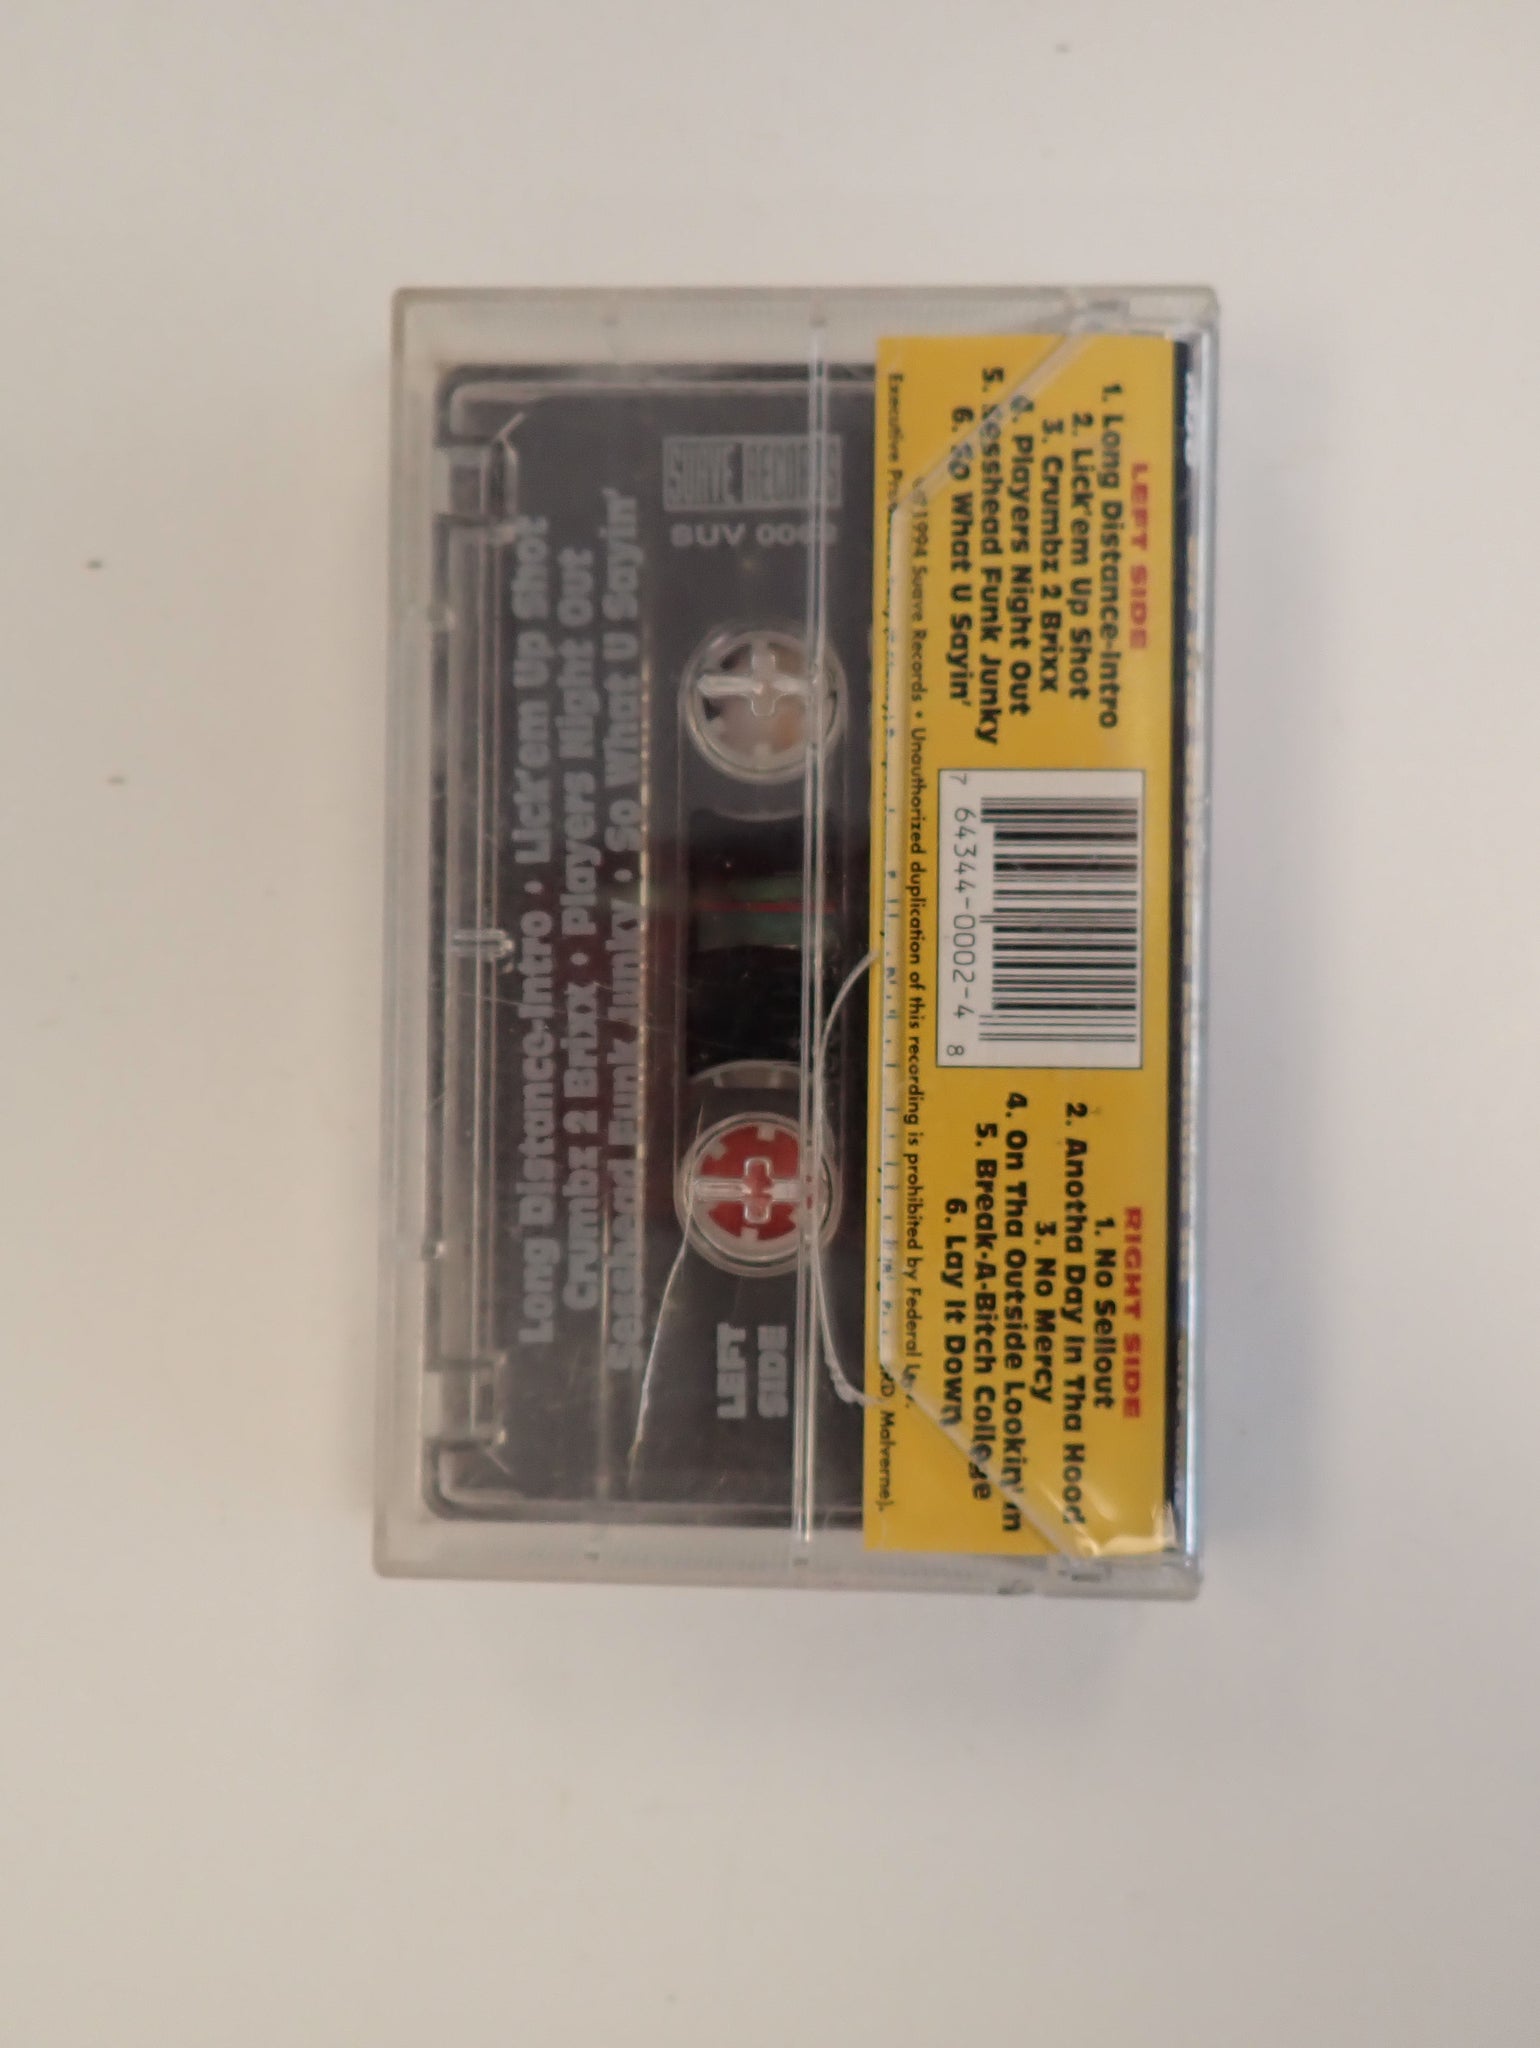 LEFT SIDE
1. Long Distance-Intro
2. Lick'em Up Shot
3. Crumbz 2 Brixx
4. Players Night Out
5. Sesshead Funk Junky
6. So What U Sayin'
7 64344-0002-4 8
RIGHT SIDE
1. No Sellout
2. Anotha Day In Tha Hood
3. No Mercy
4. On Tha Outside Lookin' In
5. Break-A-Bitch College
6. Lay It Down
1994 Suave Records • Unauthorized duplication of this recording is prohibited by Federal
Executive Malverne).
SUAVE RECORDS
SUV
LEFT
SIDE
Long Distance-Intro • Lick'em Up Shot
Crumbz 2 Brixx • Players Night Out
Sesshead Funk Junky • So What U Sayin'